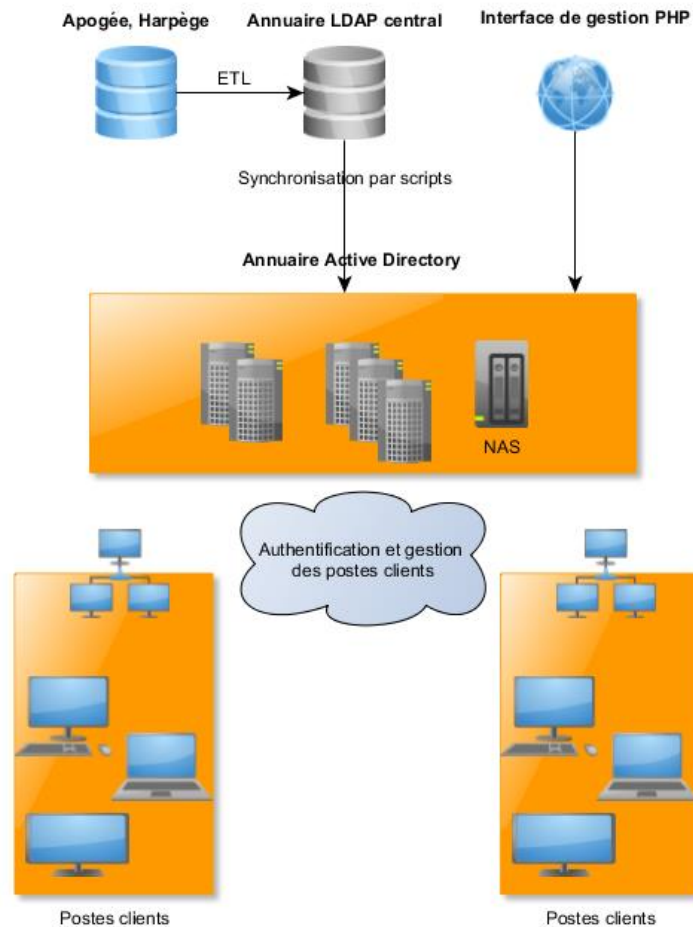 Apogée, Harpège
Annuaire LDAP central
Interface de gestion PHP
ETL
Synchronisation par scripts
Annuaire Active Directory
NAS
Authentification et gestion
des postes clients
Postes clients
Postes clients